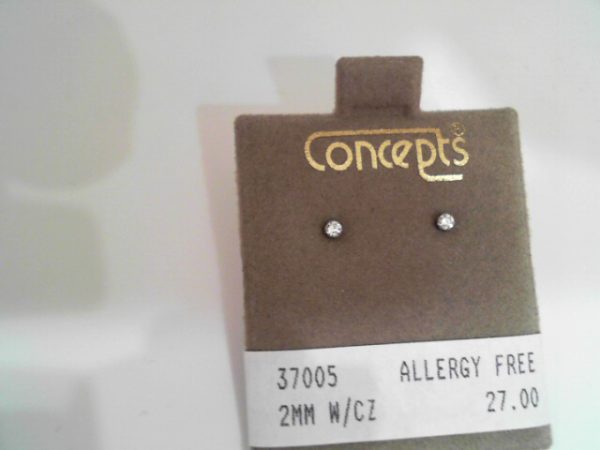 Concepts®
37005 ALLERGY FREE
2MM W/CZ 27.00